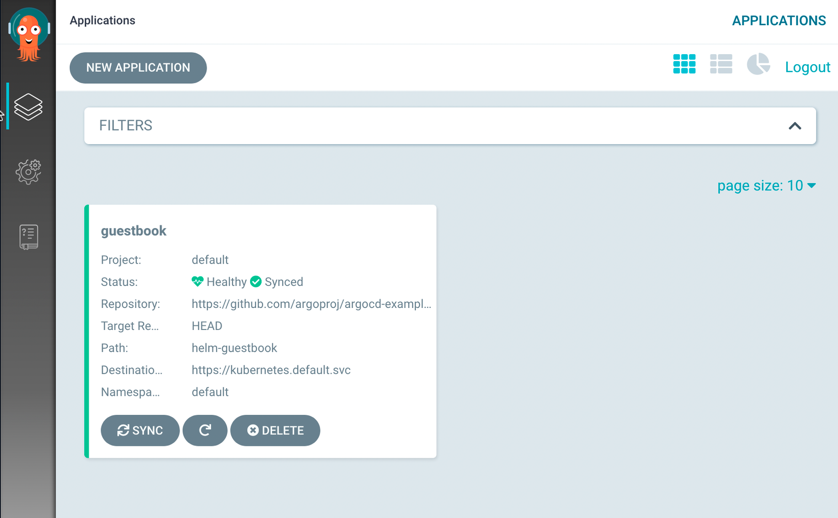 Applications
APPLICATIONS
NEW APPLICATION
Logout
FILTERS
page size: 10
guestbook
Project: default
Status: Healthy Synced
Repository: https://github.com/argoproj/argocd-exampl...
Target Re... HEAD
Path: helm-guestbook
Destinatio... https://kubernetes.default.svc
Namespa... default
SYNC DELETE